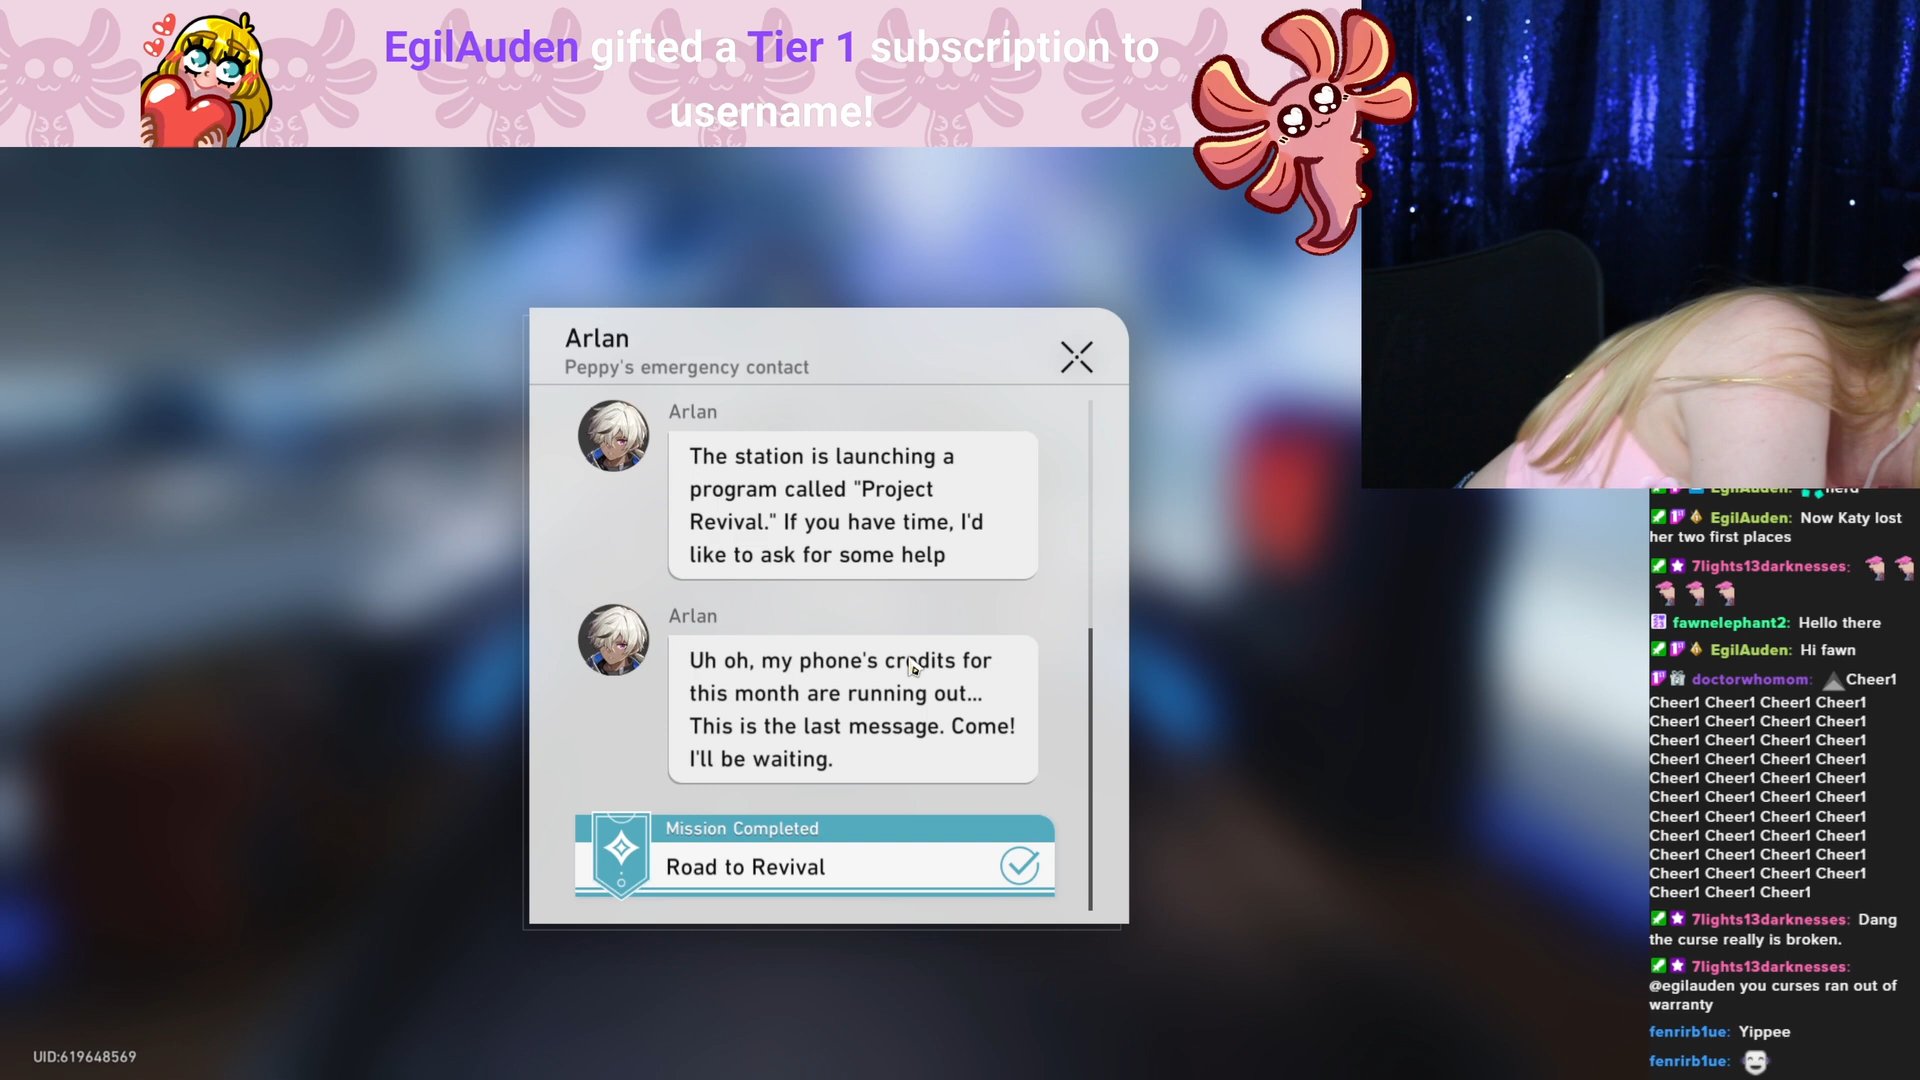 EgilAuden gifted a Tier 1 subscription to
username!
Arlan
Peppy's emergency contact
Arlan
The station is launching a
program called "Project
Revival." If you have time, I'd
like to ask for some help
Arlan
Uh oh, my phone's credits for
this month are running out...
This is the last message. Come!
I'll be waiting.
Mission Completed
Road to Revival
UID:619648569
EgilAuden: Now Katy lost
her two first places
7lights13darknesses:
fawnelephant2: Hello there
EgilAuden: Hi fawn
doctorwhomom: Cheer1
Cheer1 Cheer1 Cheer1 Cheer1
Cheer1 Cheer1 Cheer1 Cheer1
Cheer1 Cheer1 Cheer1 Cheer1
Cheer1 Cheer1 Cheer1 Cheer1
Cheer1 Cheer1 Cheer1 Cheer1
Cheer1 Cheer1 Cheer1 Cheer1
Cheer1 Cheer1 Cheer1 Cheer1
Cheer1 Cheer1 Cheer1 Cheer1
Cheer1 Cheer1 Cheer1 Cheer1
Cheer1 Cheer1 Cheer1 Cheer1
Cheer1 Cheer1 Cheer1
7lights13darknesses: Dang
the curse really is broken.
7lights13darknesses:
@egilauden you curses ran out of
warranty
fenrirb1ue: Yippee
fenrirb1ue: